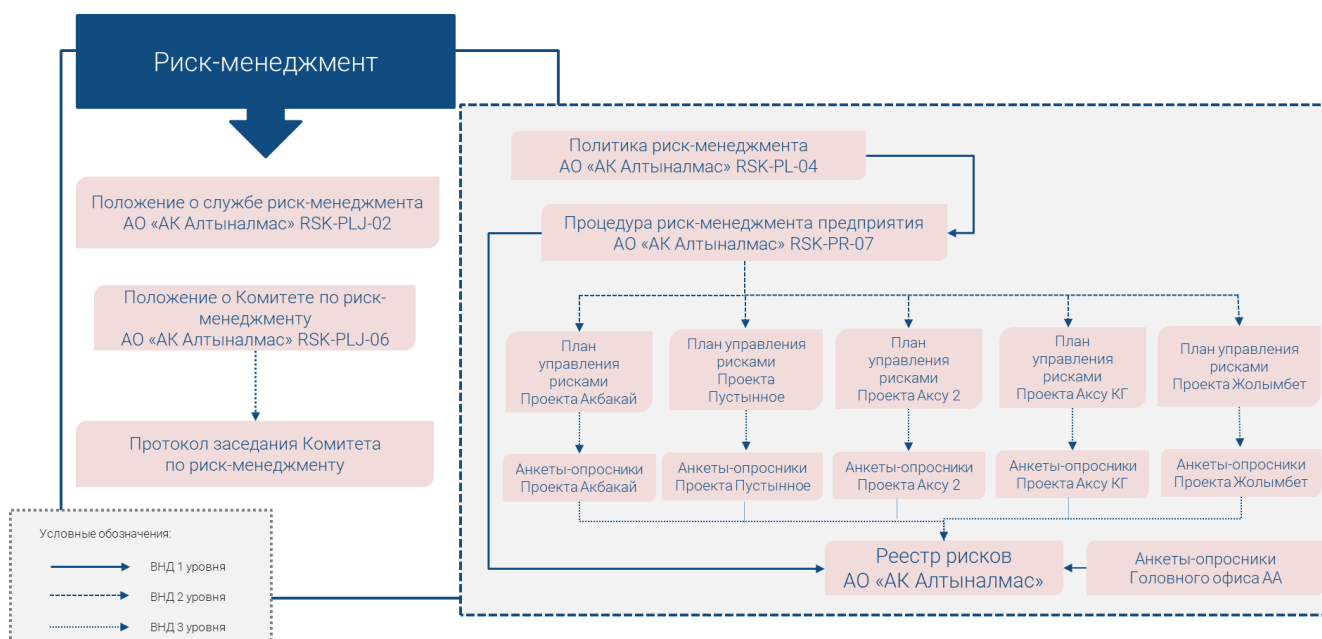 Риск-менеджмент
Положение о службе риск-менеджмента
АО «АК Алтыналмас» RSK-PLJ-02
Положение о Комитете по риск-
менеджменту
АО «АК Алтыналмас» RSK-PLJ-06
Протокол заседания Комитета
по риск-менеджменту
Условные обозначения:
ВНД 1 уровня
ВНД 2 уровня
ВНД 3 уровня
Политика риск-менеджмента
АО «АК Алтыналмас» RSK-PL-04
Процедура риск-менеджмента предприятия
АО «АК Алтыналмас» RSK-PR-07
План
управления
рисками
Проекта Акбакай
План управления
рисками
Проекта
Пустынное
План
управления
рисками
Проекта Аксу 2
План
управления
рисками
Проекта Аксу КГ
План управления
рисками
Проекта Жолымбет
Анкеты-опросники
Проекта Акбакай
Анкеты-опросники
Проекта Пустынное
Анкеты-опросники
Проекта Аксу 2
Анкеты-опросники
Проекта Аксу КГ
Анкеты-опросники
Проекта Жолымбет
Реестр рисков
АО «АК Алтыналмас»
Анкеты-опросники
Головного офиса АА